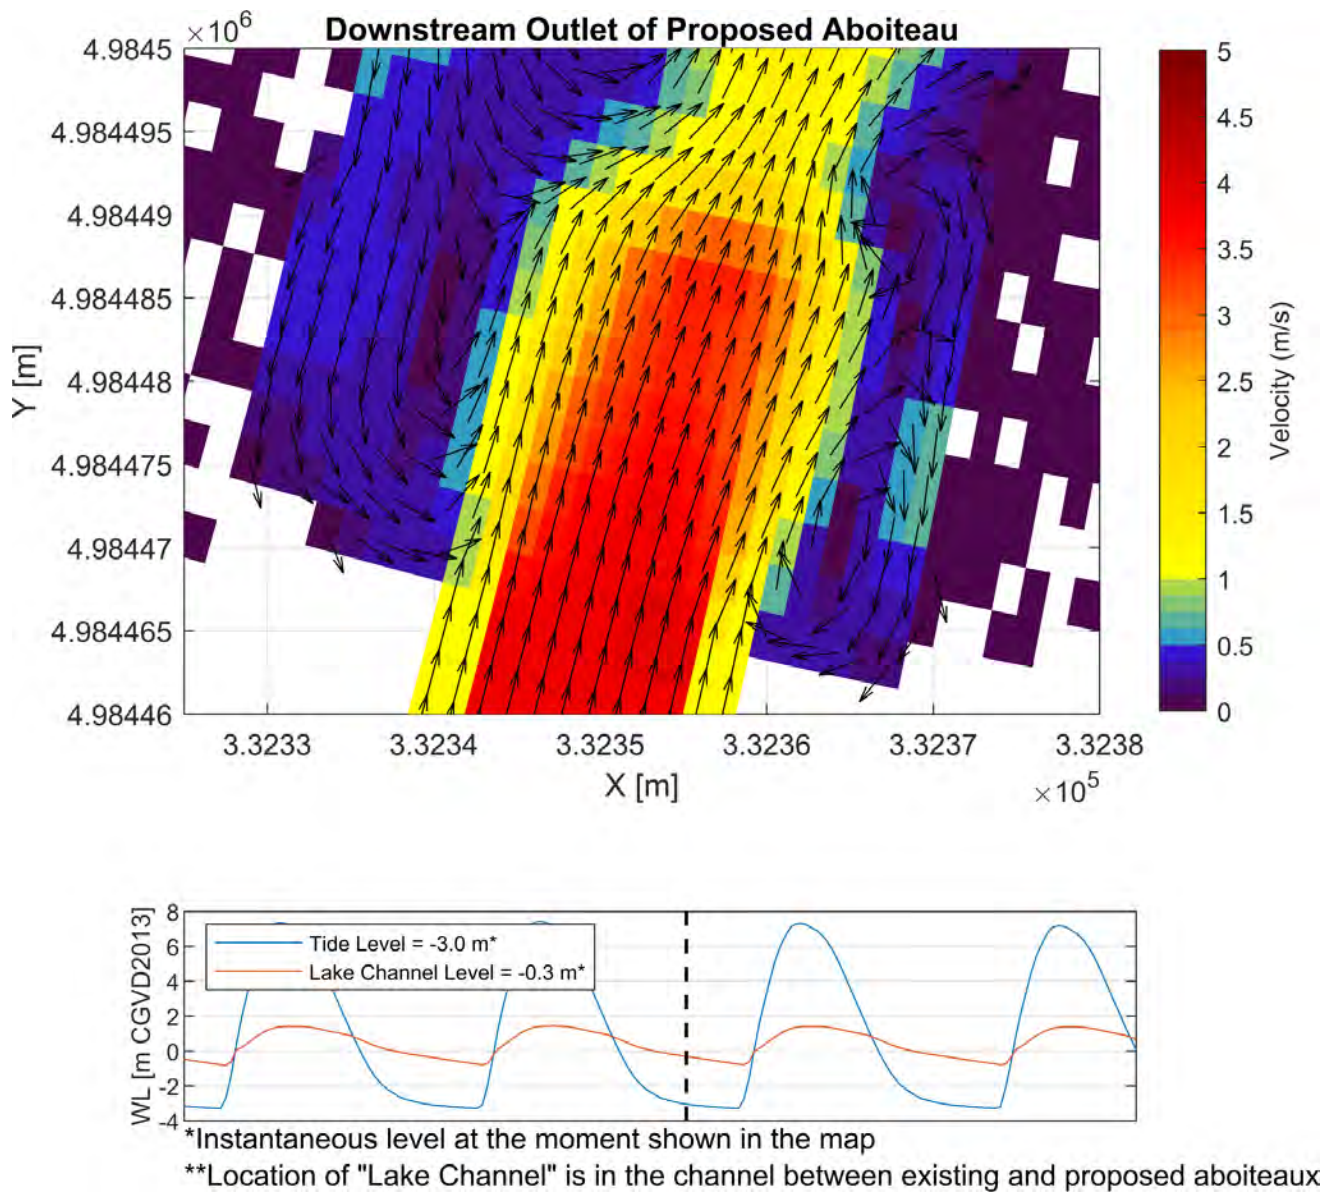 Downstream Outlet of Proposed Aboiteau
×10⁶
4.9845
4.984495
4.98449
4.984485
4.98448
4.984475
4.98447
4.984465
4.98446
Y [m]
3.3233 3.3234 3.3235 3.3236 3.3237 3.3238
X [m]
×10⁵
5
4.5
4
3.5
3
2.5
2
1.5
1
0.5
0
Velocity (m/s)
WL [m CGVD2013]
8
6
4
2
0
-2
-4
Tide Level = -3.0 m*
Lake Channel Level = -0.3 m*
*Instantaneous level at the moment shown in the map
**Location of "Lake Channel" is in the channel between existing and proposed aboiteaux